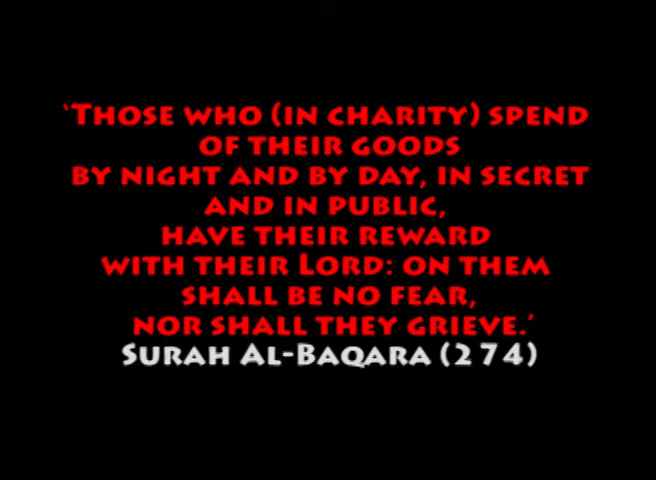 ‘Those who (in charity) spend
of their goods
by night and by day, in secret
and in public,
have their reward
with their Lord: on them
shall be no fear,
nor shall they grieve.’
Surah Al-Baqara (274)